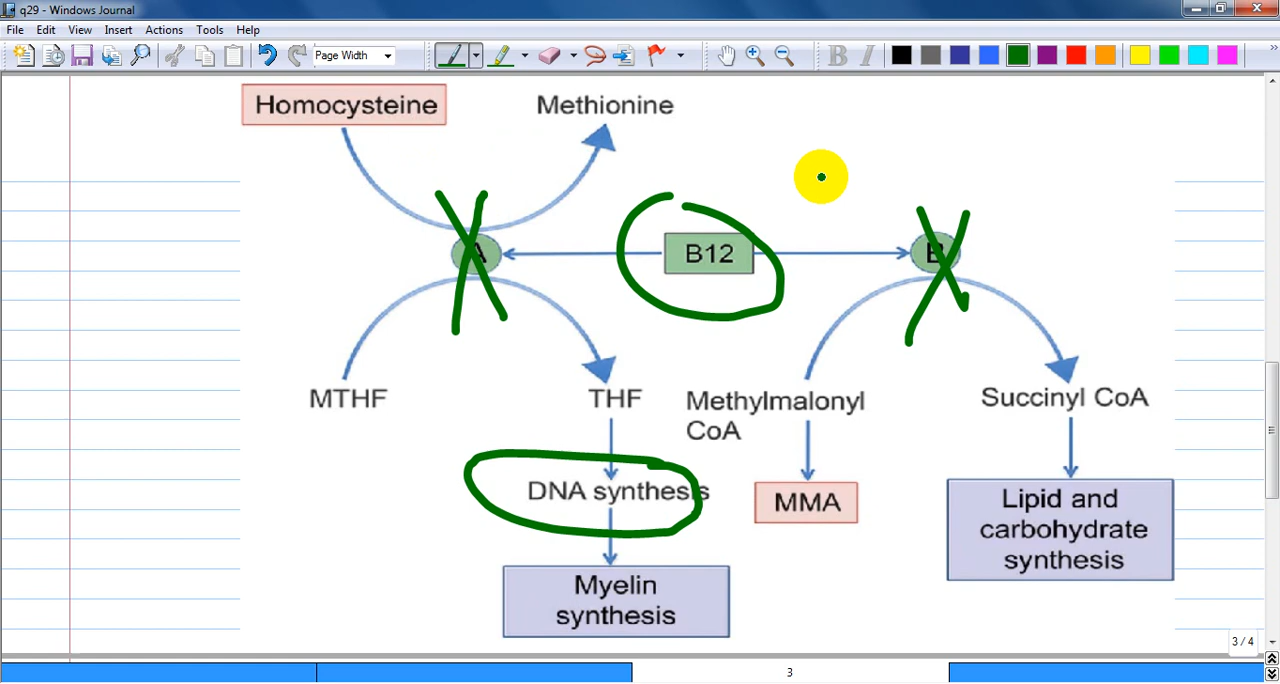 q29 - Windows Journal
File Edit View Insert Actions Tools Help
Page Width
B I
Homocysteine
Methionine
A
B12
B
MTHF
THF
Methylmalonyl
CoA
Succinyl CoA
DNA synthesis
MMA
Lipid and
carbohydrate
synthesis
Myelin
synthesis
3 / 4
3